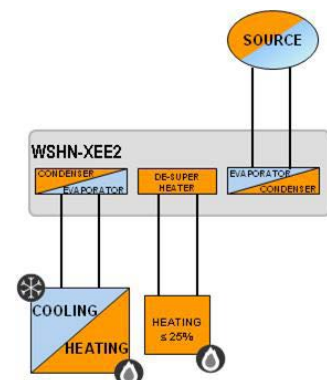 SOURCE
WSHN-XEE2
CONDENSER
EVAPORATOR
DE-SUPER
HEATER
EVAPORATOR
CONDENSER
COOLING
HEATING
HEATING
≤ 25%